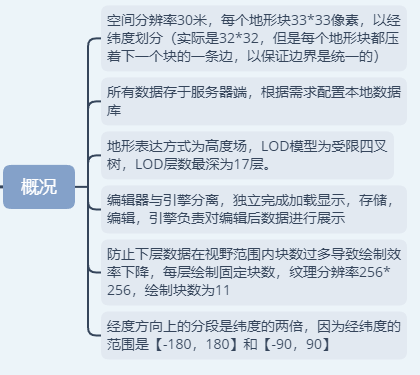 概况
空间分辨率30米，每个地形块33*33像素，以经
纬度划分（实际是32*32，但是每个地形块都压
着下一个块的一条边，以保证边界是统一的）
所有数据存于服务器端，根据需求配置本地数据
库
地形表达方式为高度场，LOD模型为受限四叉
树，LOD层数最深为17层。
编辑器与引擎分离，独立完成加载显示，存储，
编辑，引擎负责对编辑后数据进行展示
防止下层数据在视野范围内块数过多导致绘制效
率下降，每层绘制固定块数，纹理分辨率256*
256，绘制块数为11
经度方向上的分段是纬度的两倍，因为经纬度的
范围是【-180，180】和【-90，90】